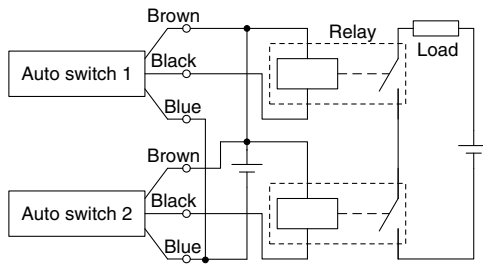 Brown
Relay
Auto switch 1
Black
Load
Blue
Brown
Auto switch 2
Black
Blue